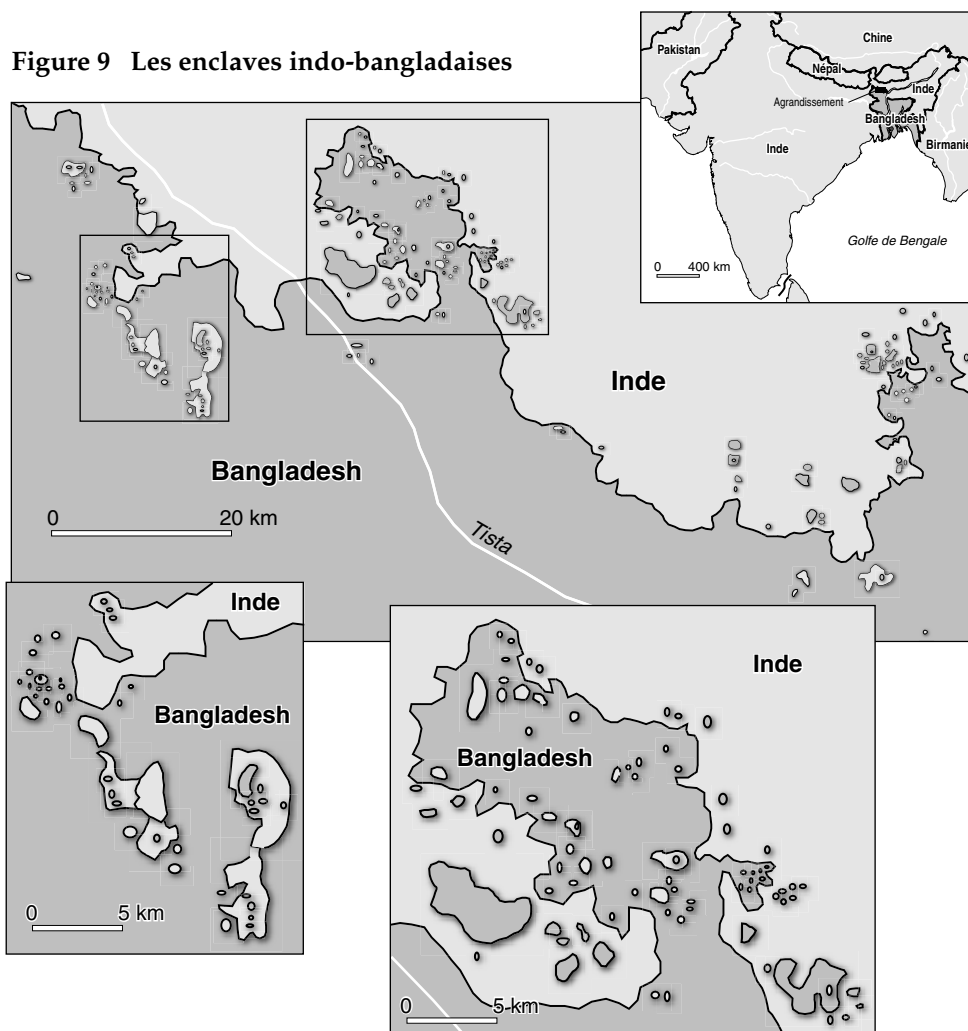 Figure 9 Les enclaves indo-bangladaises
Pakistan
Chine
Népal
Inde
Agrandissement
Bangladesh
Inde
Birmanie
Golfe de Bengale
0 400 km
Inde
Bangladesh
0 20 km
Tista
Inde
Bangladesh
0 5 km
Inde
Bangladesh
0 5 km